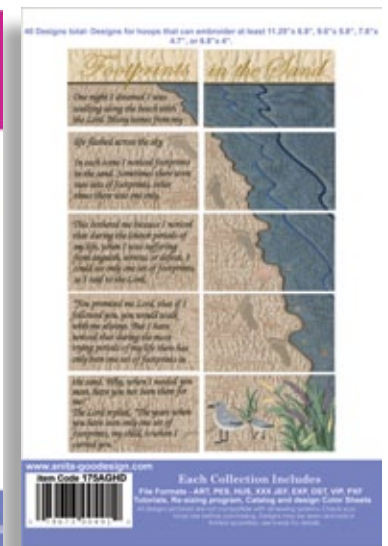 40 Designs total- Designs for hoops that can embroider at least 11.25"x 6.8", 9.6"x 5.8", 7.8"x
4.7", or 6.8"x 4".
Footprints in the Sand
One night I dreamed I was
walking along the beach with
the Lord. Many scenes from my
life flashed across the sky
In each scene I noticed footprints
in the sand. Sometimes there were
two sets of footprints, other
times there was one only.
This bothered me because I noticed
that during the lowest periods of
my life, when I was suffering
from anguish, sorrow, or defeat, I
could see only one set of footprints,
so I said to the Lord,
"You promised me Lord, that if I
followed you, you would walk
with me always. But I have
noticed that during the most
trying periods of my life there has
only been one set of footprints in
the sand. Why, when I needed you
most, have you not been there for
me?"
The Lord replied, "The years when
you have seen only one set of
footprints, my child, is when I
carried you.
www.anita-goodesign.com
Item Code 175AGHD
Each Collection Includes
File Formats - ART, PES, HUS, XXX JEF, EXP, DST, VIP, PXF
Tutorials, Re-sizing program, Catalog and design Color Sheets